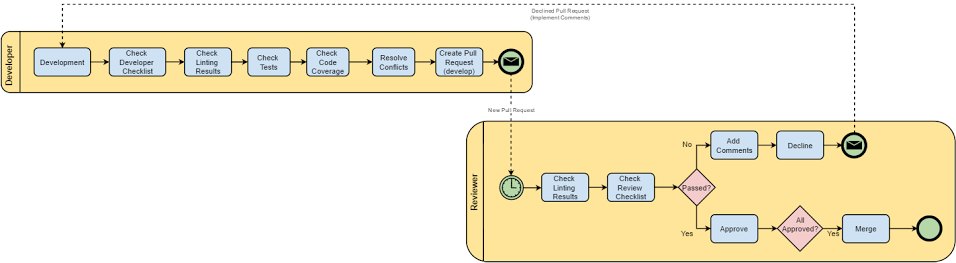 Declined Pull Request
(Implement Comments)
Developer
Development
Check
Developer
Checklist
Check
Linting
Results
Check
Tests
Check
Code
Coverage
Resolve
Conflicts
Create Pull
Request
(develop)
New Pull Request
Reviewer
Check
Linting
Results
Check
Review
Checklist
Passed?
No
Add
Comments
Decline
Yes
Approve
All
Approved?
Yes
Merge